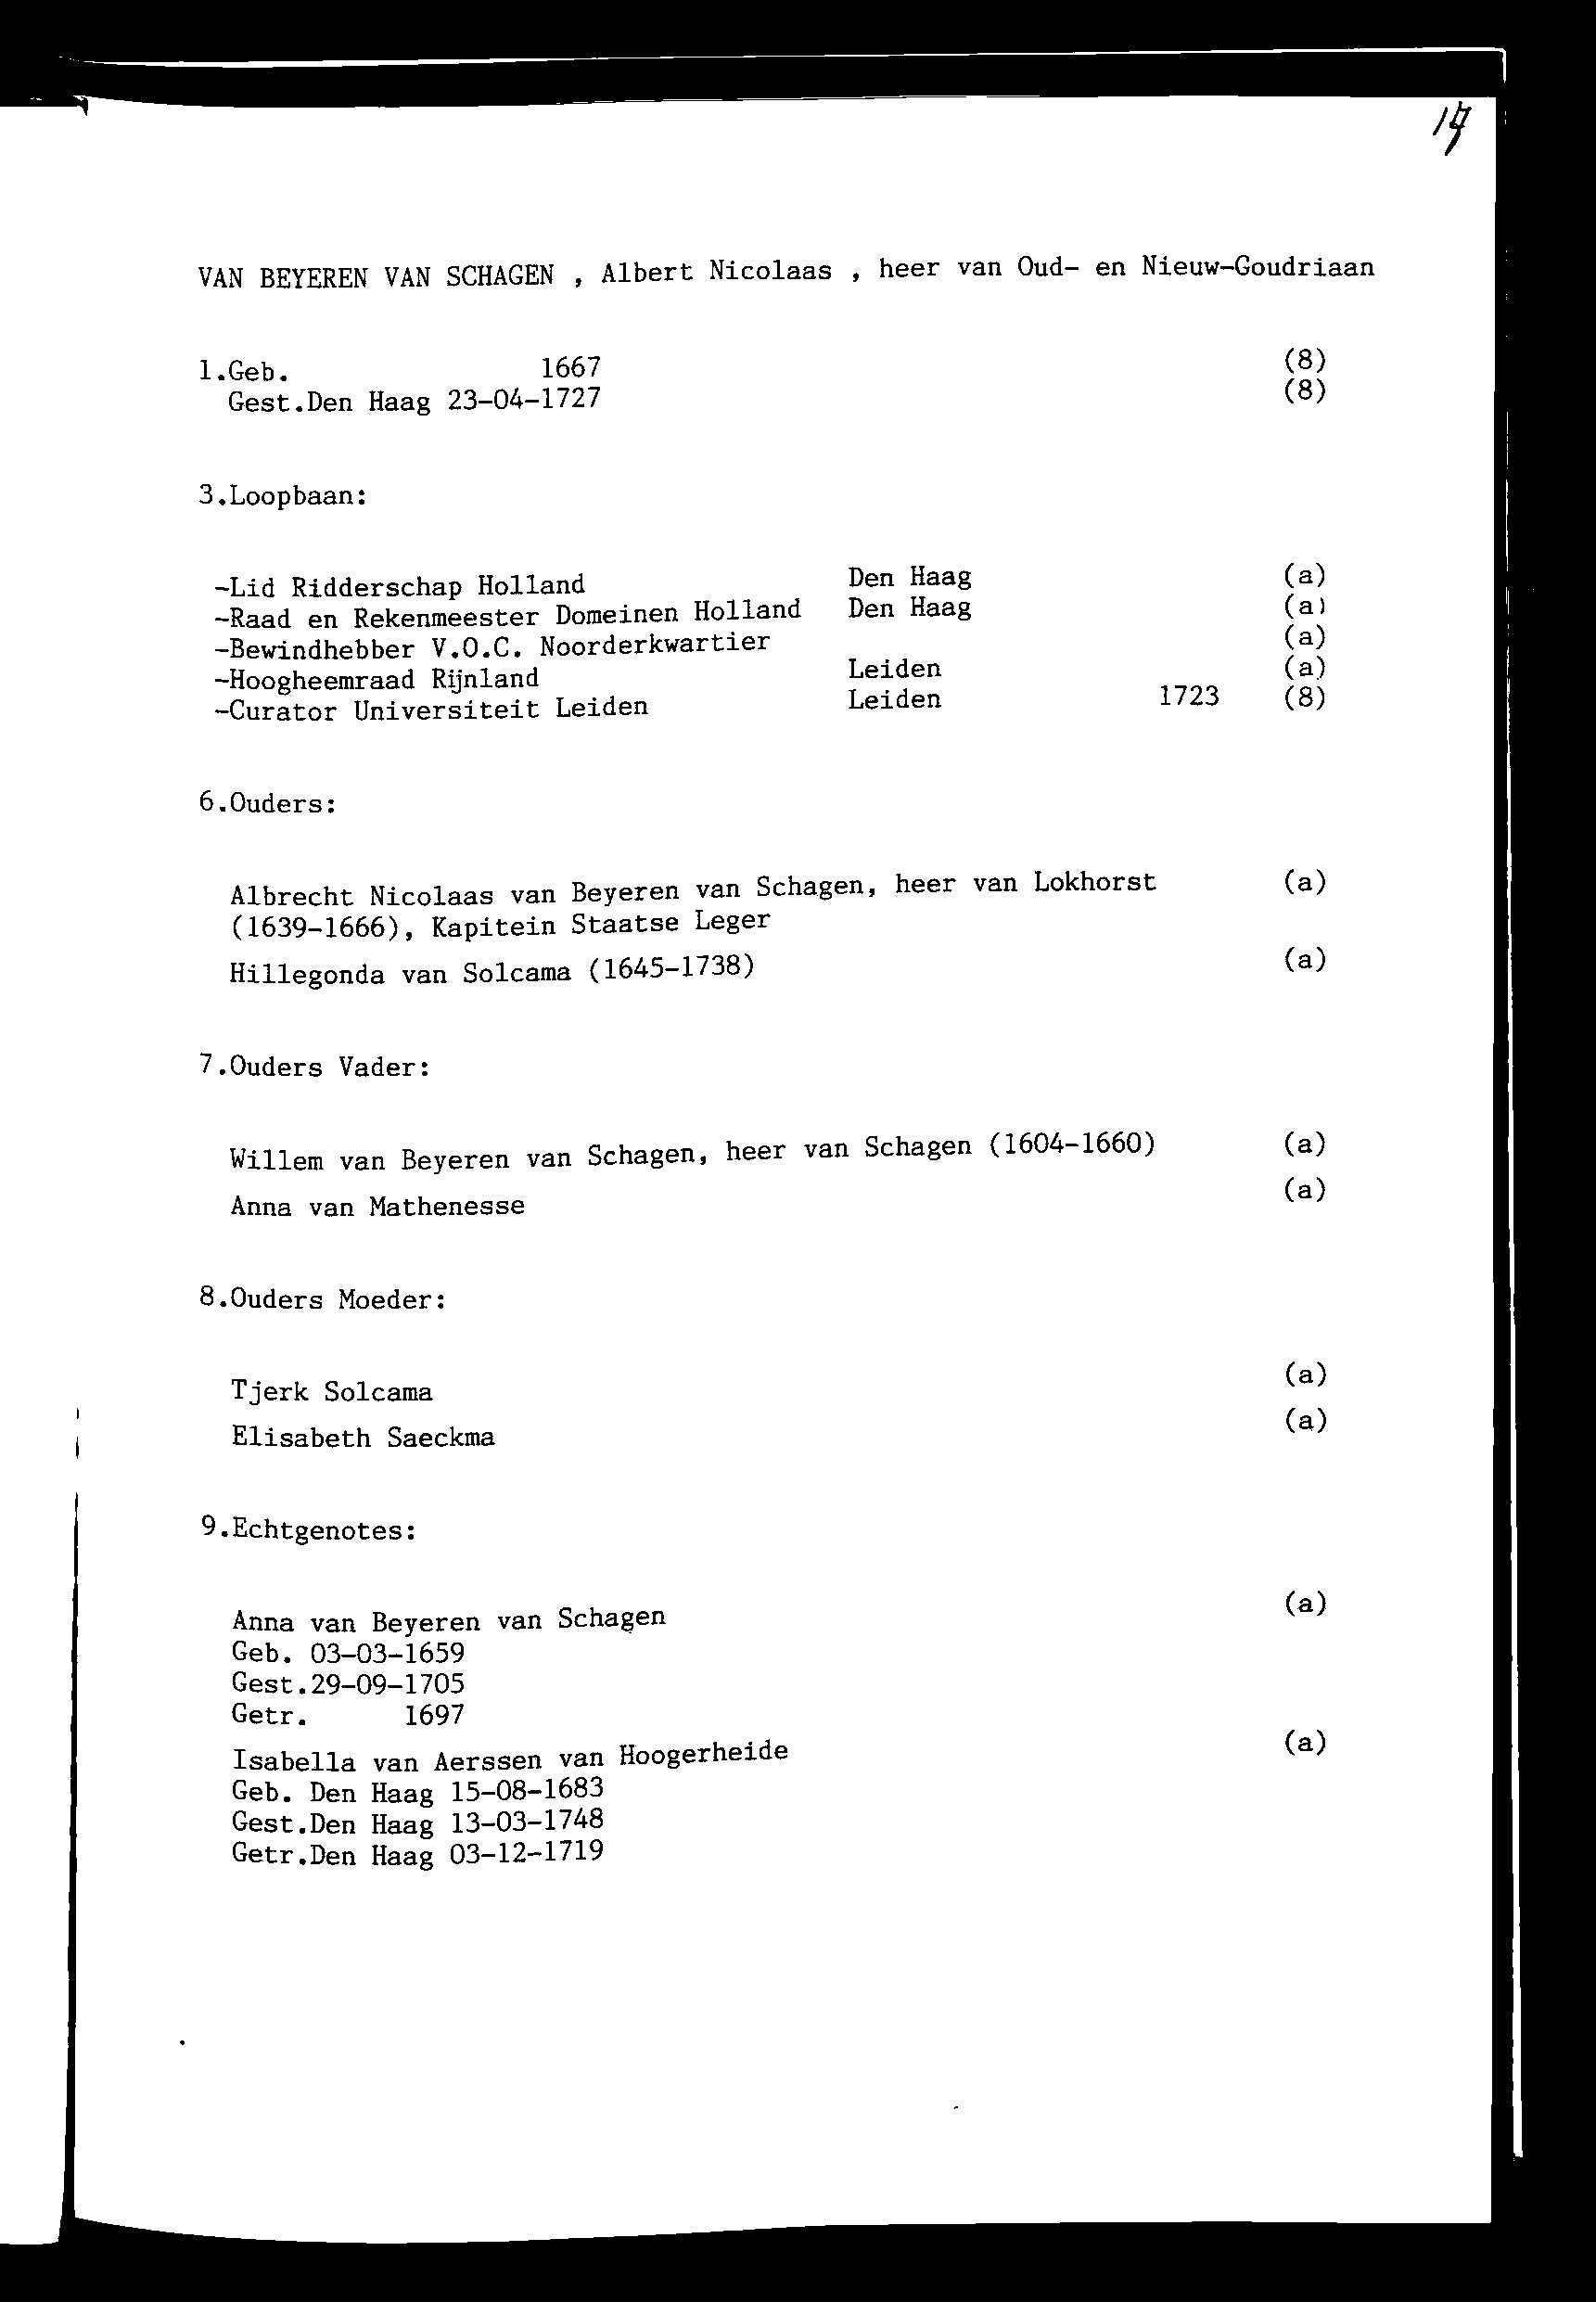 VAN BEYEREN VAN SCHAGEN , Albert Nicolaas , heer van Oud- en Nieuw-Goudriaan
1.Geb. 1667 (8)
Gest.Den Haag 23-04-1727 (8)
3.Loopbaan:
-Lid Ridderschap Holland Den Haag (a)
-Raad en Rekenmeester Domeinen Holland Den Haag (a)
-Bewindhebber V.O.C. Noorderkwartier (a)
-Hoogheemraad Rijnland Leiden (a)
-Curator Universiteit Leiden Leiden 1723 (8)
6.Ouders:
Albrecht Nicolaas van Beyeren van Schagen, heer van Lokhorst (a)
(1639-1666), Kapitein Staatse Leger
Hillegonda van Solcama (1645-1738) (a)
7.Ouders Vader:
Willem van Beyeren van Schagen, heer van Schagen (1604-1660) (a)
Anna van Mathenesse (a)
8.Ouders Moeder:
Tjerk Solcama (a)
Elisabeth Saeckma (a)
9.Echtgenotes:
Anna van Beyeren van Schagen (a)
Geb. 03-03-1659
Gest.29-09-1705
Getr. 1697
Isabella van Aerssen van Hoogerheide (a)
Geb. Den Haag 15-08-1683
Gest.Den Haag 13-03-1748
Getr.Den Haag 03-12-1719